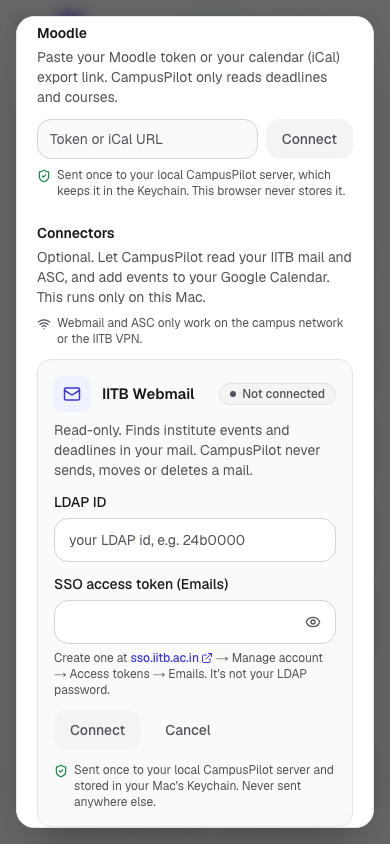 Moodle
Paste your Moodle token or your calendar (iCal)
export link. CampusPilot only reads deadlines
and courses.
Token or iCal URL
Connect
Sent once to your local CampusPilot server, which
keeps it in the Keychain. This browser never stores it.
Connectors
Optional. Let CampusPilot read your IITB mail and
ASC, and add events to your Google Calendar.
This runs only on this Mac.
Webmail and ASC only work on the campus network
or the IITB VPN.
IITB Webmail
Not connected
Read-only. Finds institute events and
deadlines in your mail. CampusPilot never
sends, moves or deletes a mail.
LDAP ID
your LDAP id, e.g. 24b0000
SSO access token (Emails)
Create one at sso.iitb.ac.in → Manage account
→ Access tokens → Emails. It's not your LDAP
password.
Connect
Cancel
Sent once to your local CampusPilot server and
stored in your Mac's Keychain. Never sent
anywhere else.